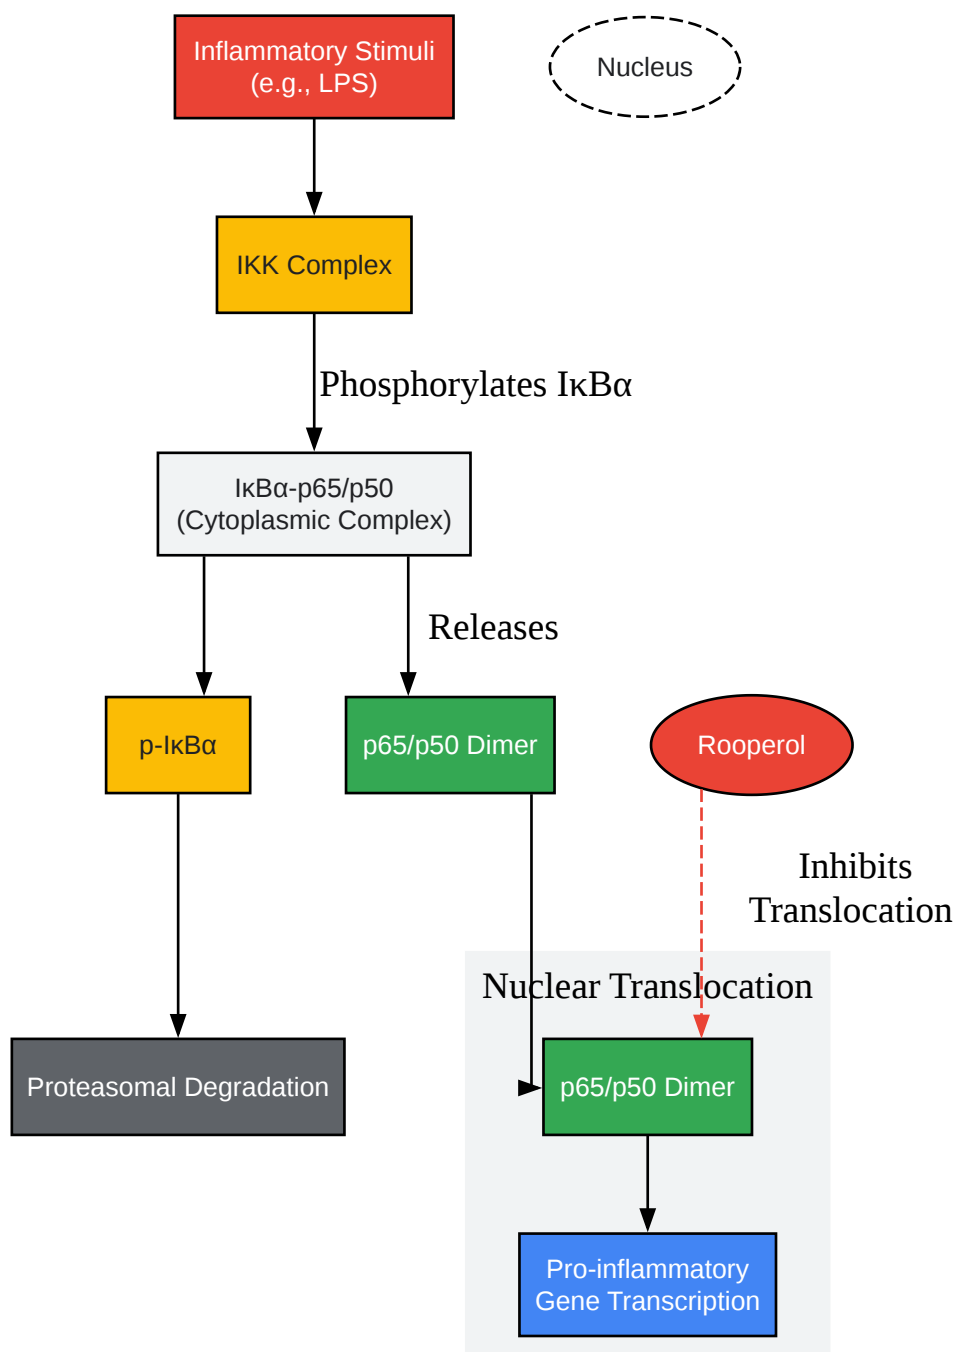 Inflammatory Stimuli
(e.g., LPS)
Nucleus
IKK Complex
Phosphorylates IκBα
IκBα-p65/p50
(Cytoplasmic Complex)
Releases
p-IκBα
p65/p50 Dimer
Rooperol
Inhibits
Translocation
Nuclear Translocation
Proteasomal Degradation
p65/p50 Dimer
Pro-inflammatory
Gene Transcription